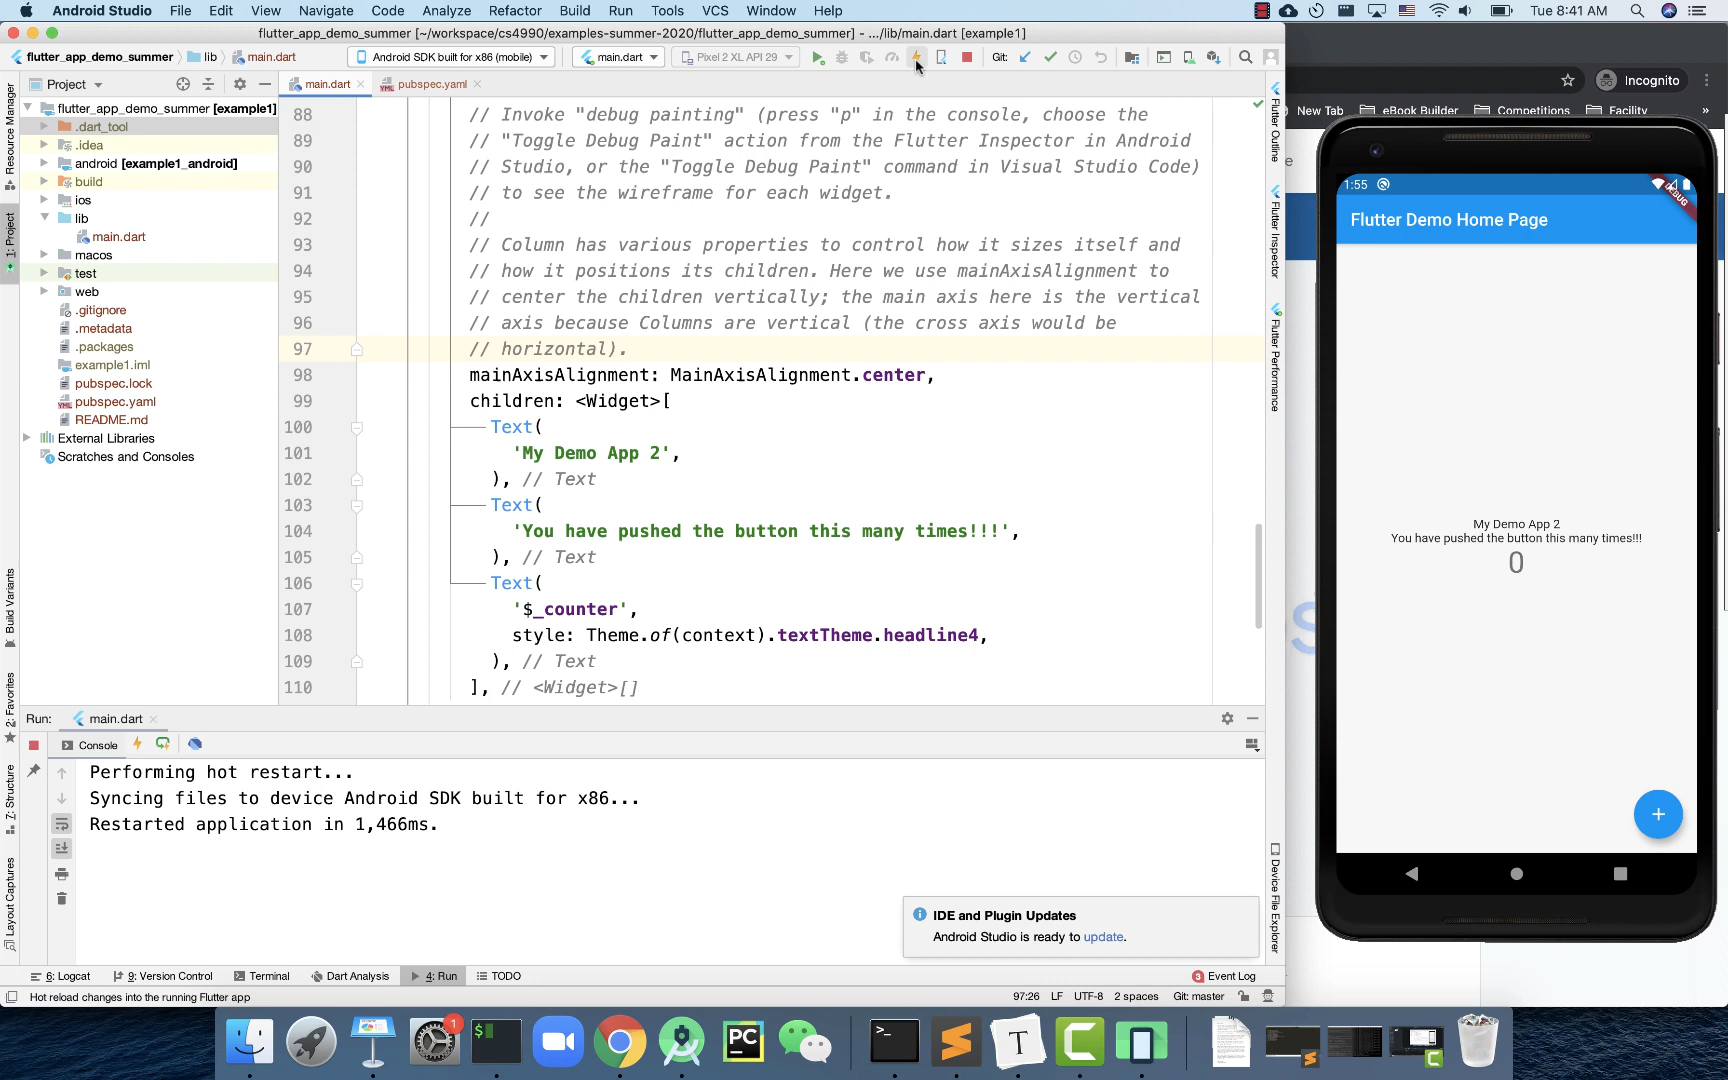 Android Studio File Edit View Navigate Code Analyze Refactor Build Run Tools VCS Window Help Tue 8:41 AM
flutter_app_demo_summer [~/workspace/cs4990/examples-summer-2020/flutter_app_demo_summer] - .../lib/main.dart [example1]
flutter_app_demo_summer lib main.dart Android SDK built for x86 (mobile) main.dart Pixel 2 XL API 29 Git:
Incognito
New Tab eBook Builder Competitions Facility »
Project
main.dart
pubspec.yaml
Resource Manager
1: Project
Build Variants
2: Favorites
7: Structure
Layout Captures
flutter_app_demo_summer [example1]
.dart_tool
.idea
android [example1_android]
build
ios
lib
main.dart
macos
test
web
.gitignore
.metadata
.packages
example1.iml
pubspec.lock
pubspec.yaml
README.md
External Libraries
Scratches and Consoles
88 // Invoke "debug painting" (press "p" in the console, choose the
89 // "Toggle Debug Paint" action from the Flutter Inspector in Android
90 // Studio, or the "Toggle Debug Paint" command in Visual Studio Code)
91 // to see the wireframe for each widget.
92 //
93 // Column has various properties to control how it sizes itself and
94 // how it positions its children. Here we use mainAxisAlignment to
95 // center the children vertically; the main axis here is the vertical
96 // axis because Columns are vertical (the cross axis would be
97 // horizontal).
98 mainAxisAlignment: MainAxisAlignment.center,
99 children: <Widget>[
100 Text(
101 'My Demo App 2',
102 ), // Text
103 Text(
104 'You have pushed the button this many times!!!',
105 ), // Text
106 Text(
107 '$_counter',
108 style: Theme.of(context).textTheme.headline4,
109 ), // Text
110 ], // <Widget>[]
Flutter Outline
Flutter Inspector
Flutter Performance
Device File Explorer
1:55
DEBUG
Flutter Demo Home Page
My Demo App 2
You have pushed the button this many times!!!
0
+
Run: main.dart
Console
Performing hot restart...
Syncing files to device Android SDK built for x86...
Restarted application in 1,466ms.
IDE and Plugin Updates
Android Studio is ready to update.
6: Logcat 9: Version Control Terminal Dart Analysis 4: Run TODO 3 Event Log
Hot reload changes into the running Flutter app 97:26 LF UTF-8 2 spaces Git: master
1
$
PC
>_
T